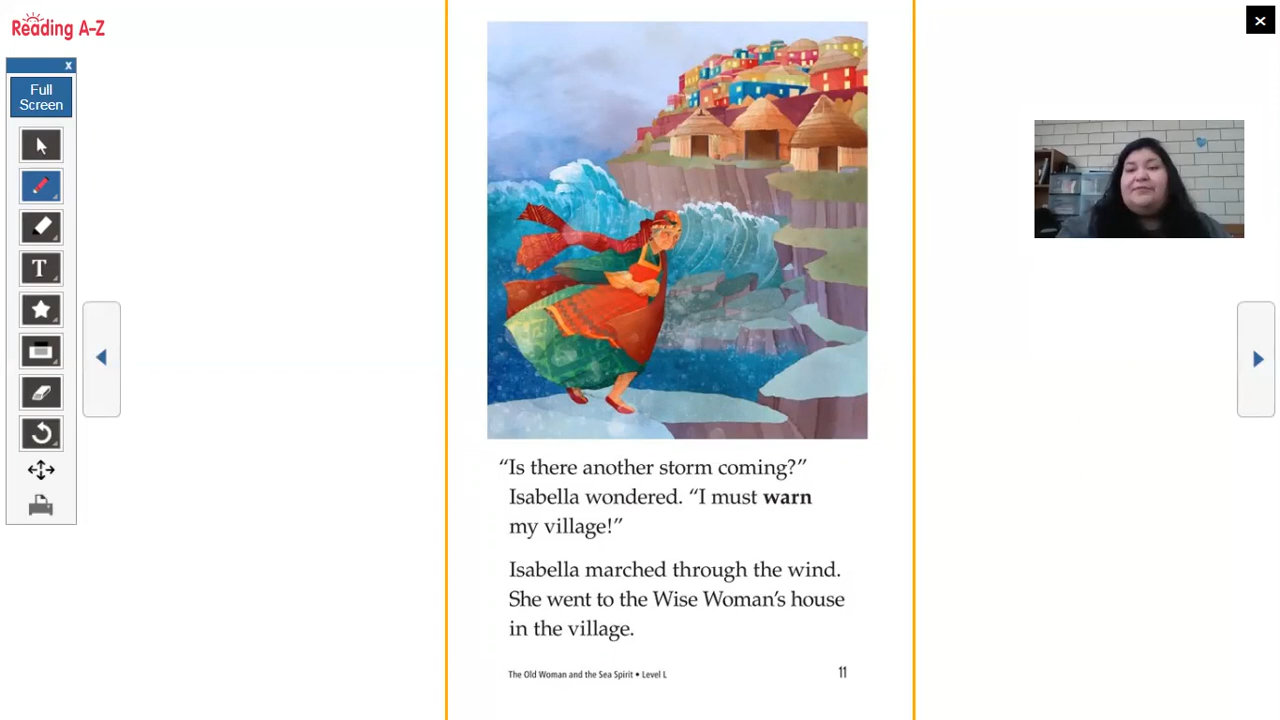 Reading A-Z
x
Full
Screen
T
“Is there another storm coming?”
Isabella wondered. “I must warn
my village!”
Isabella marched through the wind.
She went to the Wise Woman’s house
in the village.
The Old Woman and the Sea Spirit • Level L
11